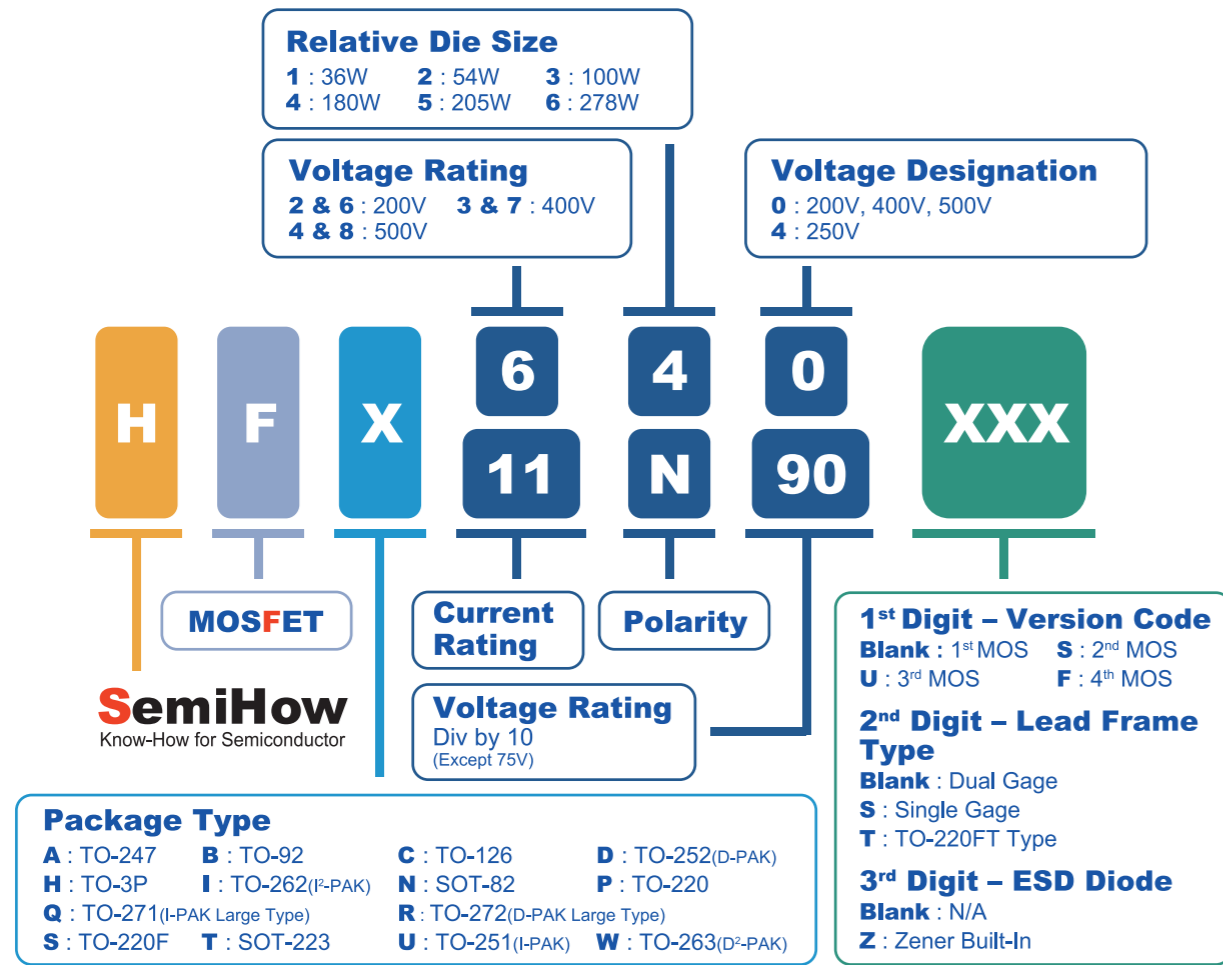 Relative Die Size
1 : 36W 2 : 54W 3 : 100W
4 : 180W 5 : 205W 6 : 278W
Voltage Rating
2 & 6 : 200V 3 & 7 : 400V
4 & 8 : 500V
Voltage Designation
0 : 200V, 400V, 500V
4 : 250V
H F X 6 4 0 XXX
11 N 90
MOSFET
Current
Rating
Polarity
SemiHow
Know-How for Semiconductor
Voltage Rating
Div by 10
(Except 75V)
Package Type
A : TO-247 B : TO-92 C : TO-126 D : TO-252(D-PAK)
H : TO-3P I : TO-262(I²-PAK) N : SOT-82 P : TO-220
Q : TO-271(I-PAK Large Type) R : TO-272(D-PAK Large Type)
S : TO-220F T : SOT-223 U : TO-251(I-PAK) W : TO-263(D²-PAK)
1st Digit – Version Code
Blank : 1st MOS S : 2nd MOS
U : 3rd MOS F : 4th MOS
2nd Digit – Lead Frame
Type
Blank : Dual Gage
S : Single Gage
T : TO-220FT Type
3rd Digit – ESD Diode
Blank : N/A
Z : Zener Built-In